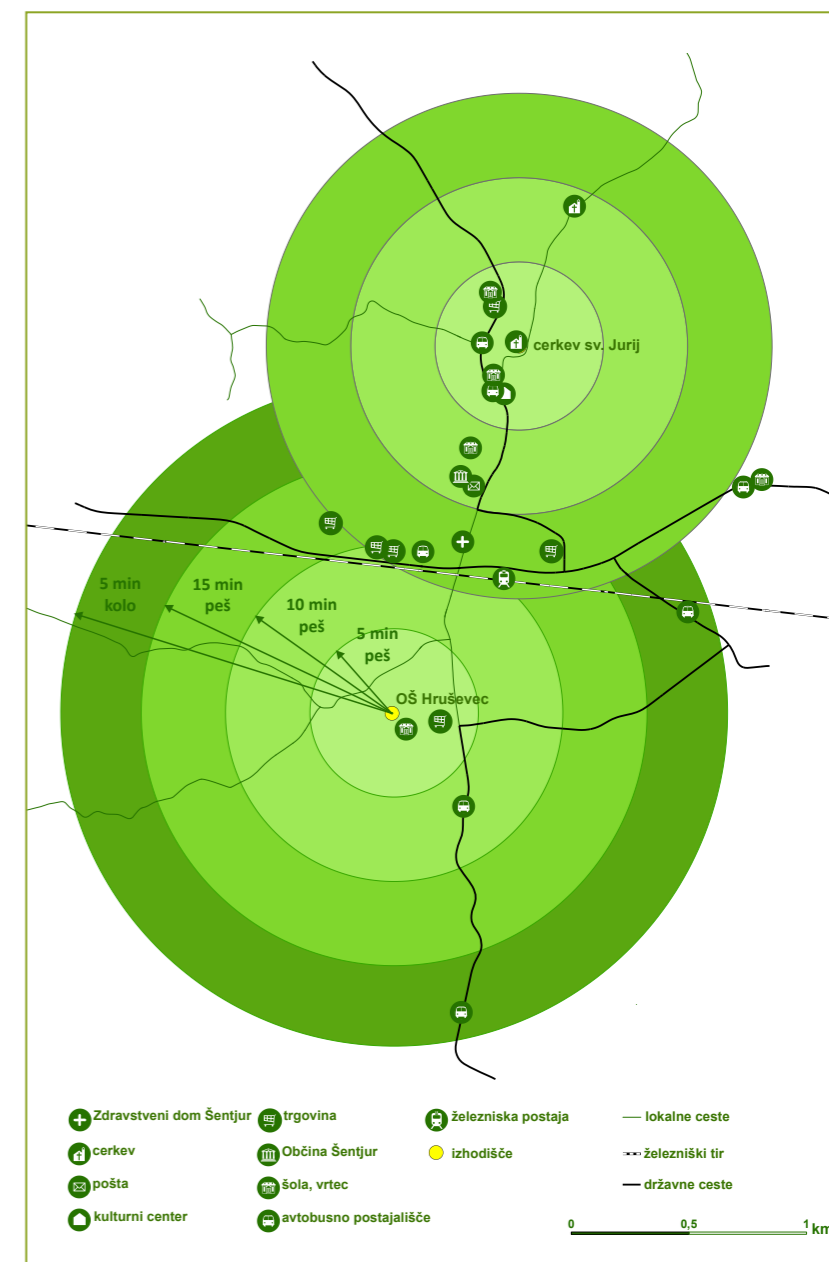 cerkev sv. Jurij
5 min
kolo
15 min
peš
10 min
peš
5 min
peš
OŠ Hruševec
Zdravstveni dom Šentjur
trgovina
železniska postaja
lokalne ceste
cerkev
Občina Šentjur
izhodišče
železniški tir
pošta
šola, vrtec
državne ceste
kulturni center
avtobusno postajališče
0 0,5 1 km